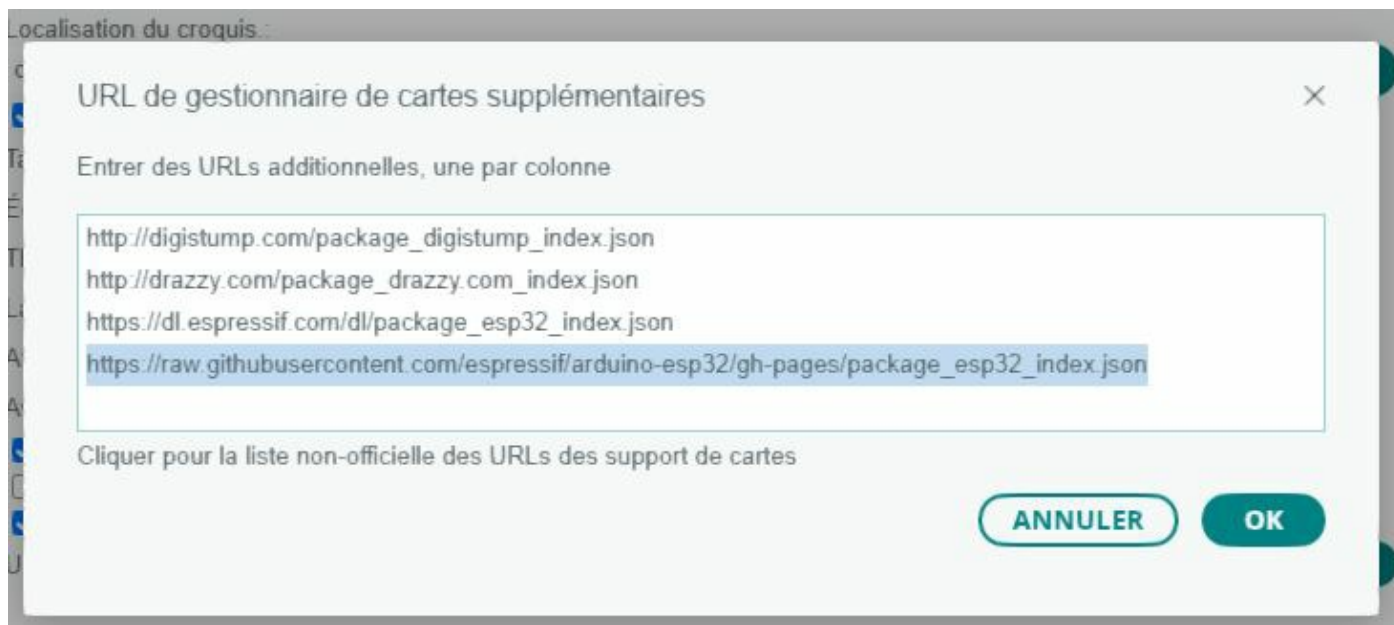 Localisation du croquis :
URL de gestionnaire de cartes supplémentaires
Entrer des URLs additionnelles, une par colonne
http://digistump.com/package_digistump_index.json
http://drazzy.com/package_drazzy.com_index.json
https://dl.espressif.com/dl/package_esp32_index.json
https://raw.githubusercontent.com/espressif/arduino-esp32/gh-pages/package_esp32_index.json
Cliquer pour la liste non-officielle des URLs des support de cartes
ANNULER OK